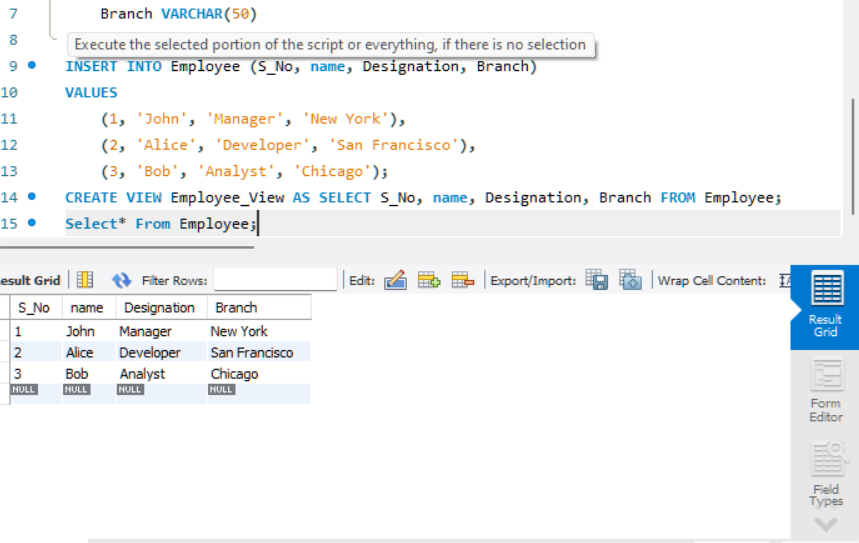 7 Branch VARCHAR(50)
8 Execute the selected portion of the script or everything, if there is no selection
9 INSERT INTO Employee (S_No, name, Designation, Branch)
10 VALUES
11 (1, 'John', 'Manager', 'New York'),
12 (2, 'Alice', 'Developer', 'San Francisco'),
13 (3, 'Bob', 'Analyst', 'Chicago');
14 CREATE VIEW Employee_View AS SELECT S_No, name, Designation, Branch FROM Employee;
15 Select* From Employee;
esult Grid Filter Rows: Edit: Export/Import: Wrap Cell Content:
S_No name Designation Branch
1 John Manager New York
2 Alice Developer San Francisco
3 Bob Analyst Chicago
NULL NULL NULL NULL
Result
Grid
Form
Editor
Field
Types